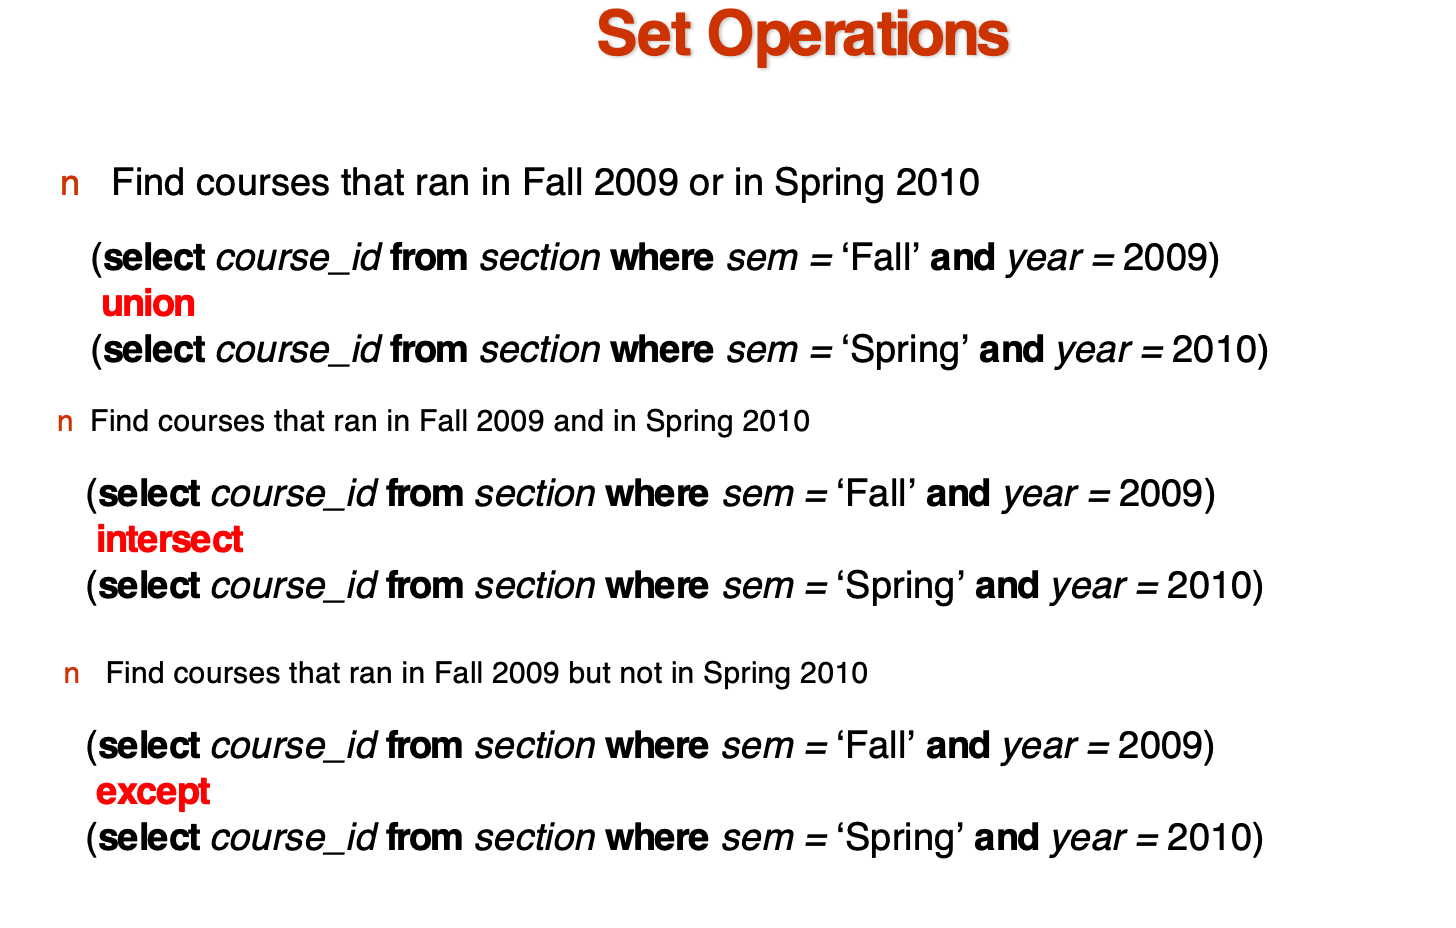 Set Operations
n Find courses that ran in Fall 2009 or in Spring 2010
(select course_id from section where sem = ‘Fall’ and year = 2009)
union
(select course_id from section where sem = ‘Spring’ and year = 2010)
n Find courses that ran in Fall 2009 and in Spring 2010
(select course_id from section where sem = ‘Fall’ and year = 2009)
intersect
(select course_id from section where sem = ‘Spring’ and year = 2010)
n Find courses that ran in Fall 2009 but not in Spring 2010
(select course_id from section where sem = ‘Fall’ and year = 2009)
except
(select course_id from section where sem = ‘Spring’ and year = 2010)